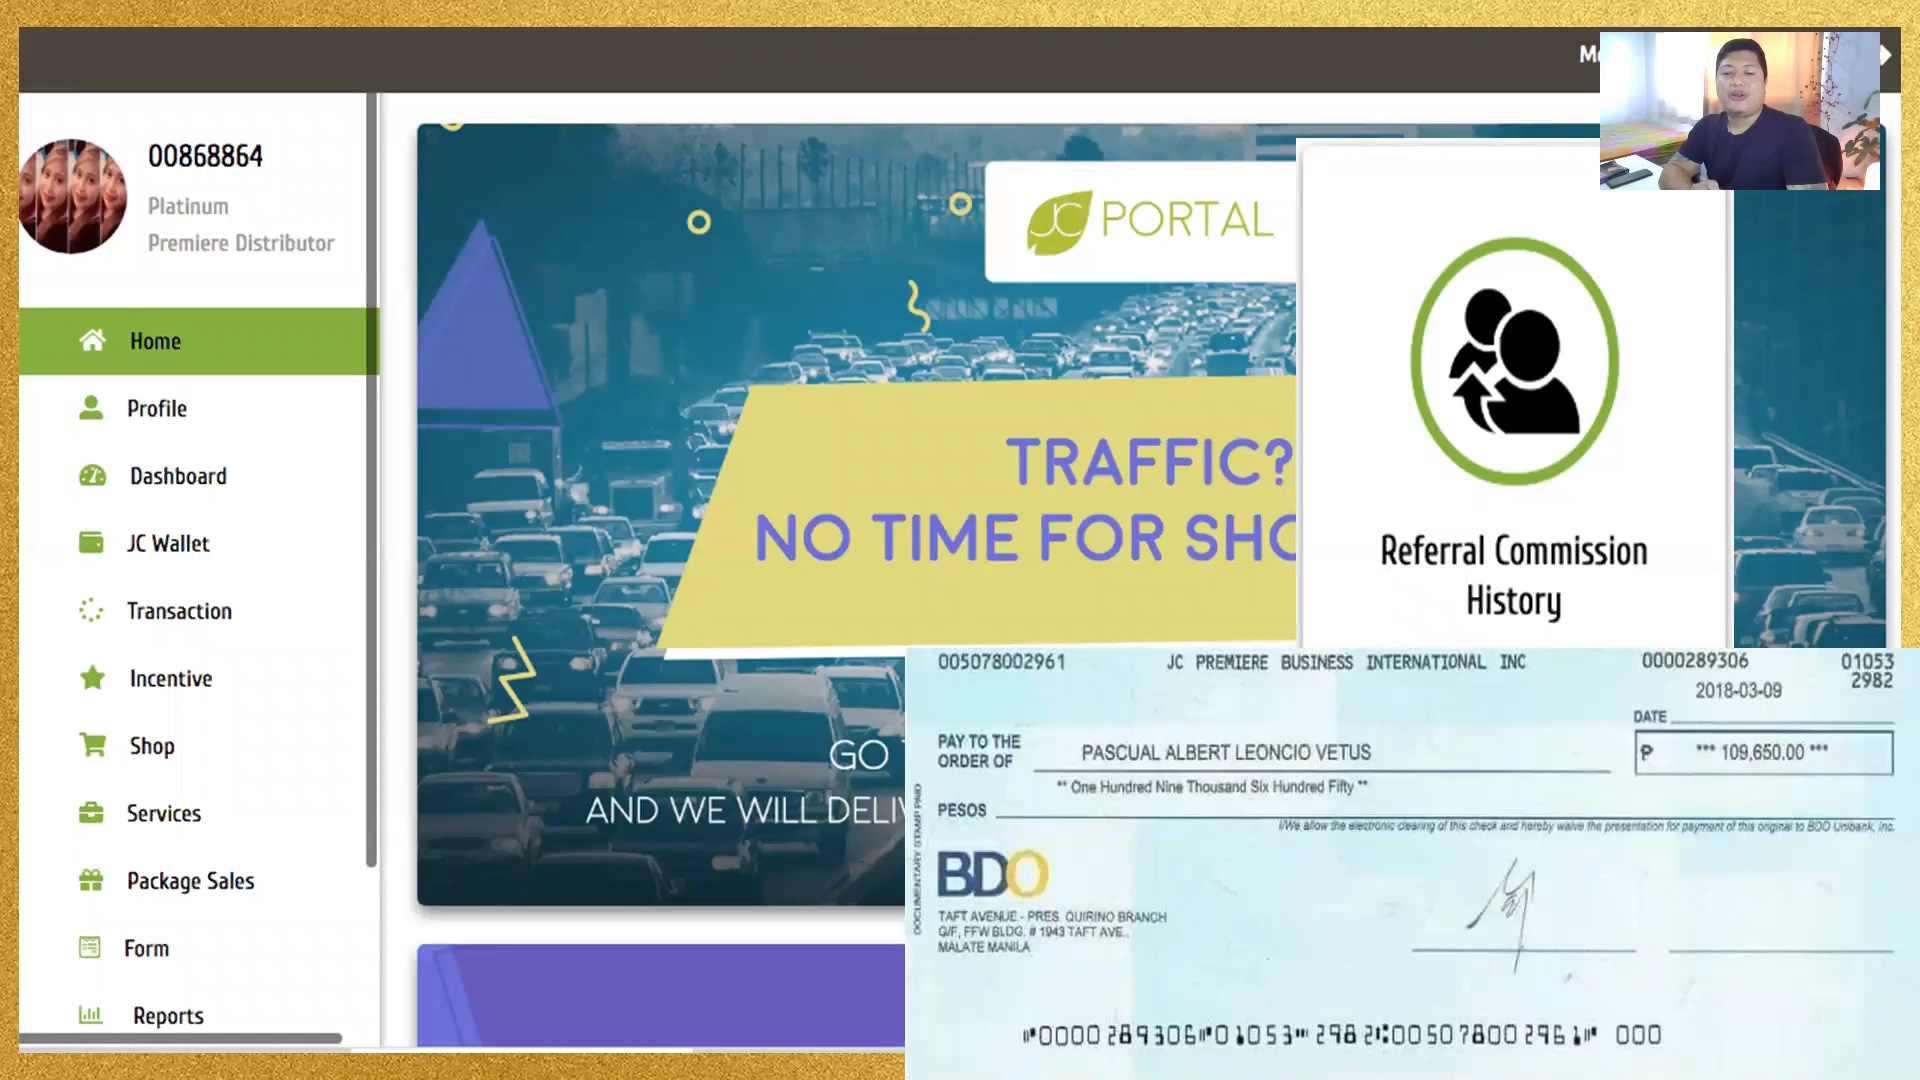 00868864
Platinum
Premiere Distributor
Home
Profile
Dashboard
JC Wallet
Transaction
Incentive
Shop
Services
Package Sales
Form
Reports
JC PORTAL
TRAFFIC?
NO TIME FOR
GO
AND WE WILL
Referral Commission
History
005078002961 JC PREMIERE BUSINESS INTERNATIONAL INC 0000289306 01053
2982
2018-03-09
DATE
PAY TO THE
ORDER OF PASCUAL ALBERT LEONCIO VETUS ₱ *** 109,650.00 ***
** One Hundred Nine Thousand Six Hundred Fifty **
PESOS
I/We allow the electronic clearing of this check and hereby waive the presentation for payment of this original to BDO Unibank, Inc.
DOCUMENTARY STAMP PAID
BDO
TAFT AVENUE - PRES. QUIRINO BRANCH
G/F, FFW BLDG. # 1943 TAFT AVE.,
MALATE MANILA
⑈0000289306⑈01053⑉2982⑆005078002961⑈ 000